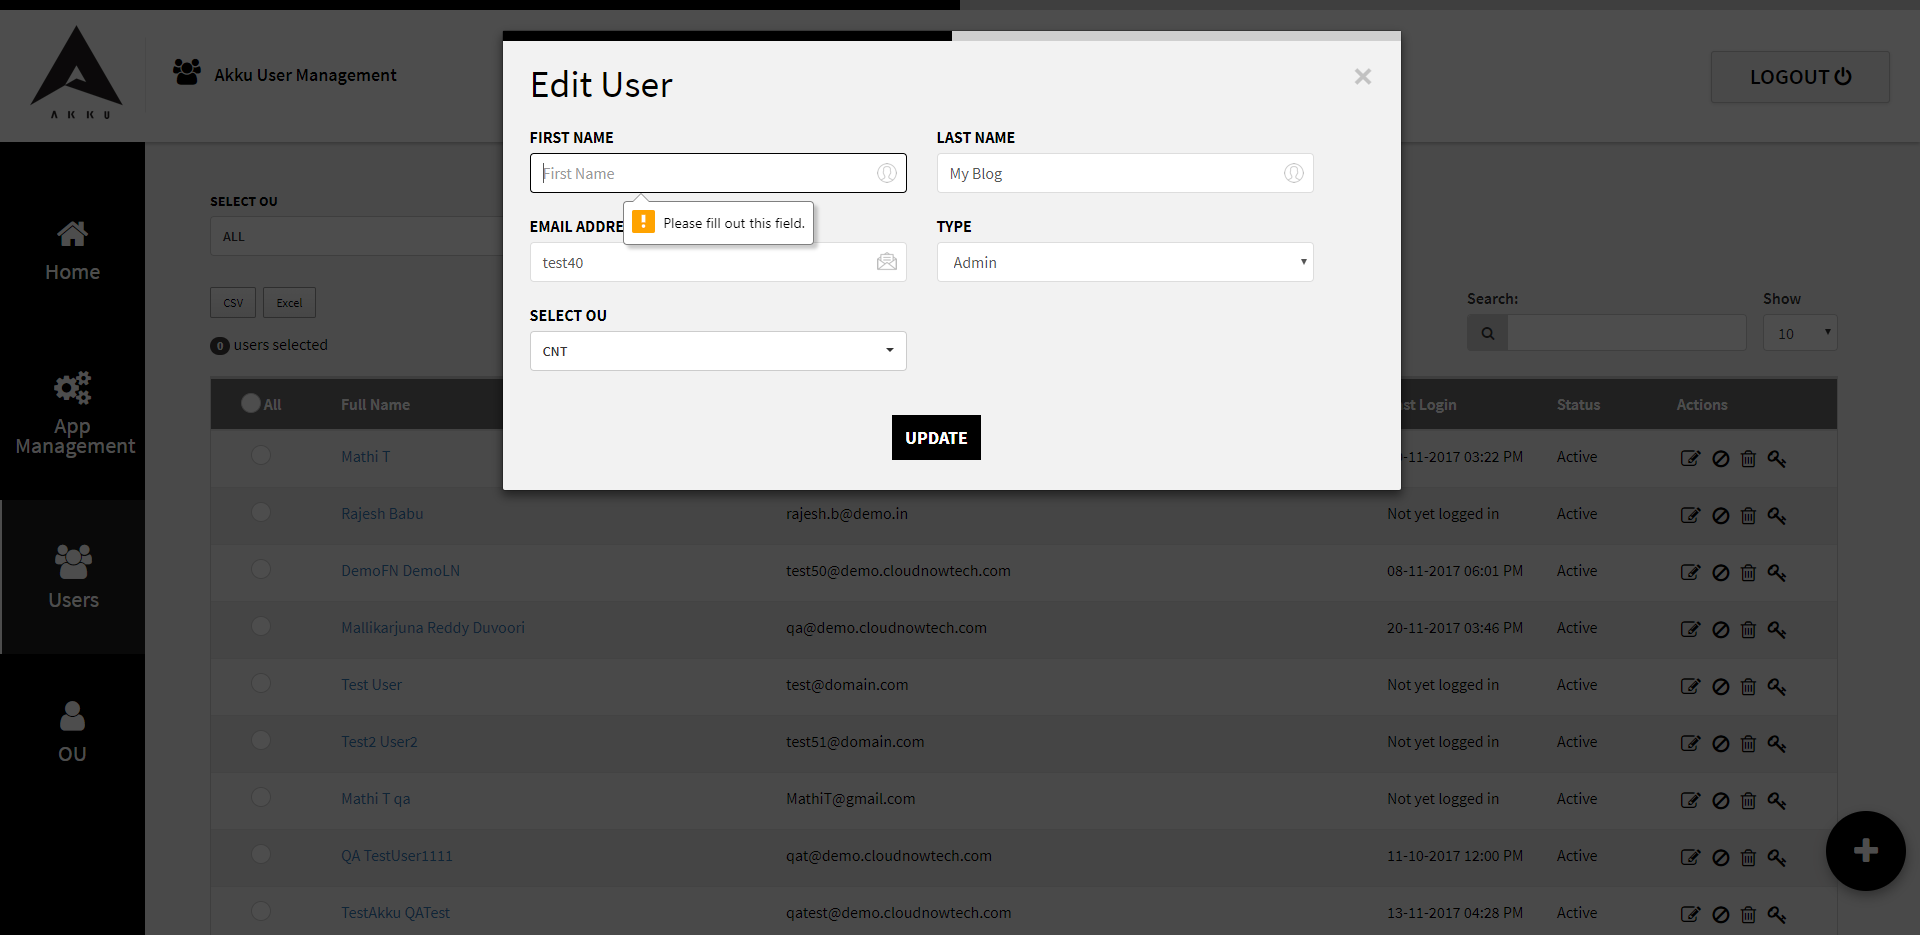 AKKU
Akku User Management
LOGOUT
Home
App
Management
Users
OU
SELECT OU
ALL
CSV Excel
0 users selected
Search:
Show
10
Edit User
×
FIRST NAME
First Name
LAST NAME
My Blog
Please fill out this field.
EMAIL ADDRE
test40
TYPE
Admin
SELECT OU
CNT
UPDATE
All Full Name st Login Status Actions
Mathi T -11-2017 03:22 PM Active
Rajesh Babu rajesh.b@demo.in Not yet logged in Active
DemoFN DemoLN test50@demo.cloudnowtech.com 08-11-2017 06:01 PM Active
Mallikarjuna Reddy Duvoori qa@demo.cloudnowtech.com 20-11-2017 03:46 PM Active
Test User test@domain.com Not yet logged in Active
Test2 User2 test51@domain.com Not yet logged in Active
Mathi T qa MathiT@gmail.com Not yet logged in Active
QA TestUser1111 qat@demo.cloudnowtech.com 11-10-2017 12:00 PM Active
TestAkku QATest qatest@demo.cloudnowtech.com 13-11-2017 04:28 PM Active